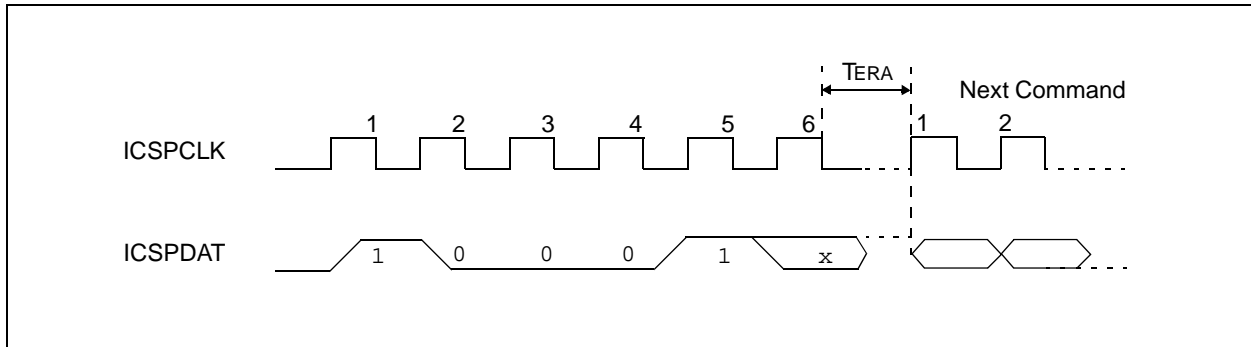 TERA
Next Command
1 2 3 4 5 6 1 2
ICSPCLK
ICSPDAT
1 0 0 0 1 x